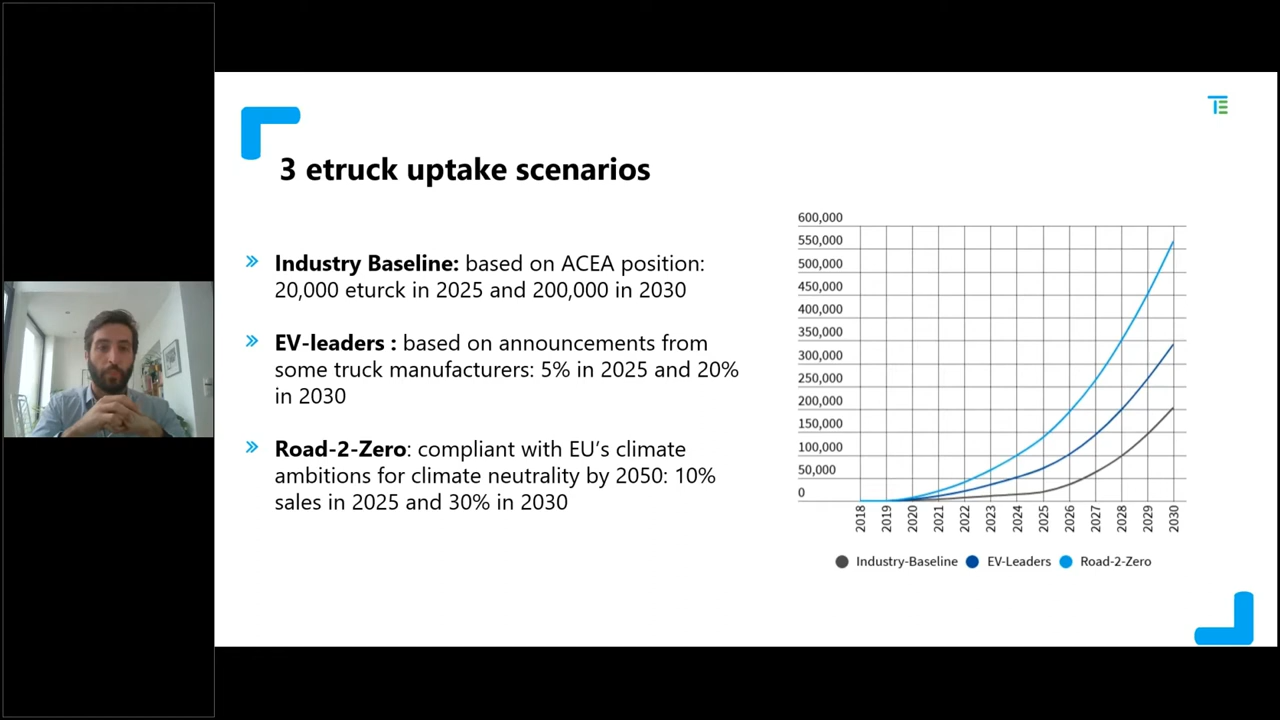 TE
3 etruck uptake scenarios
Industry Baseline: based on ACEA position:
20,000 eturck in 2025 and 200,000 in 2030
EV-leaders : based on announcements from
some truck manufacturers: 5% in 2025 and 20%
in 2030
Road-2-Zero: compliant with EU’s climate
ambitions for climate neutrality by 2050: 10%
sales in 2025 and 30% in 2030
600,000
550,000
500,000
450,000
400,000
350,000
300,000
250,000
200,000
150,000
100,000
50,000
0
2018 2019 2020 2021 2022 2023 2024 2025 2026 2027 2028 2029 2030
Industry-Baseline EV-Leaders Road-2-Zero